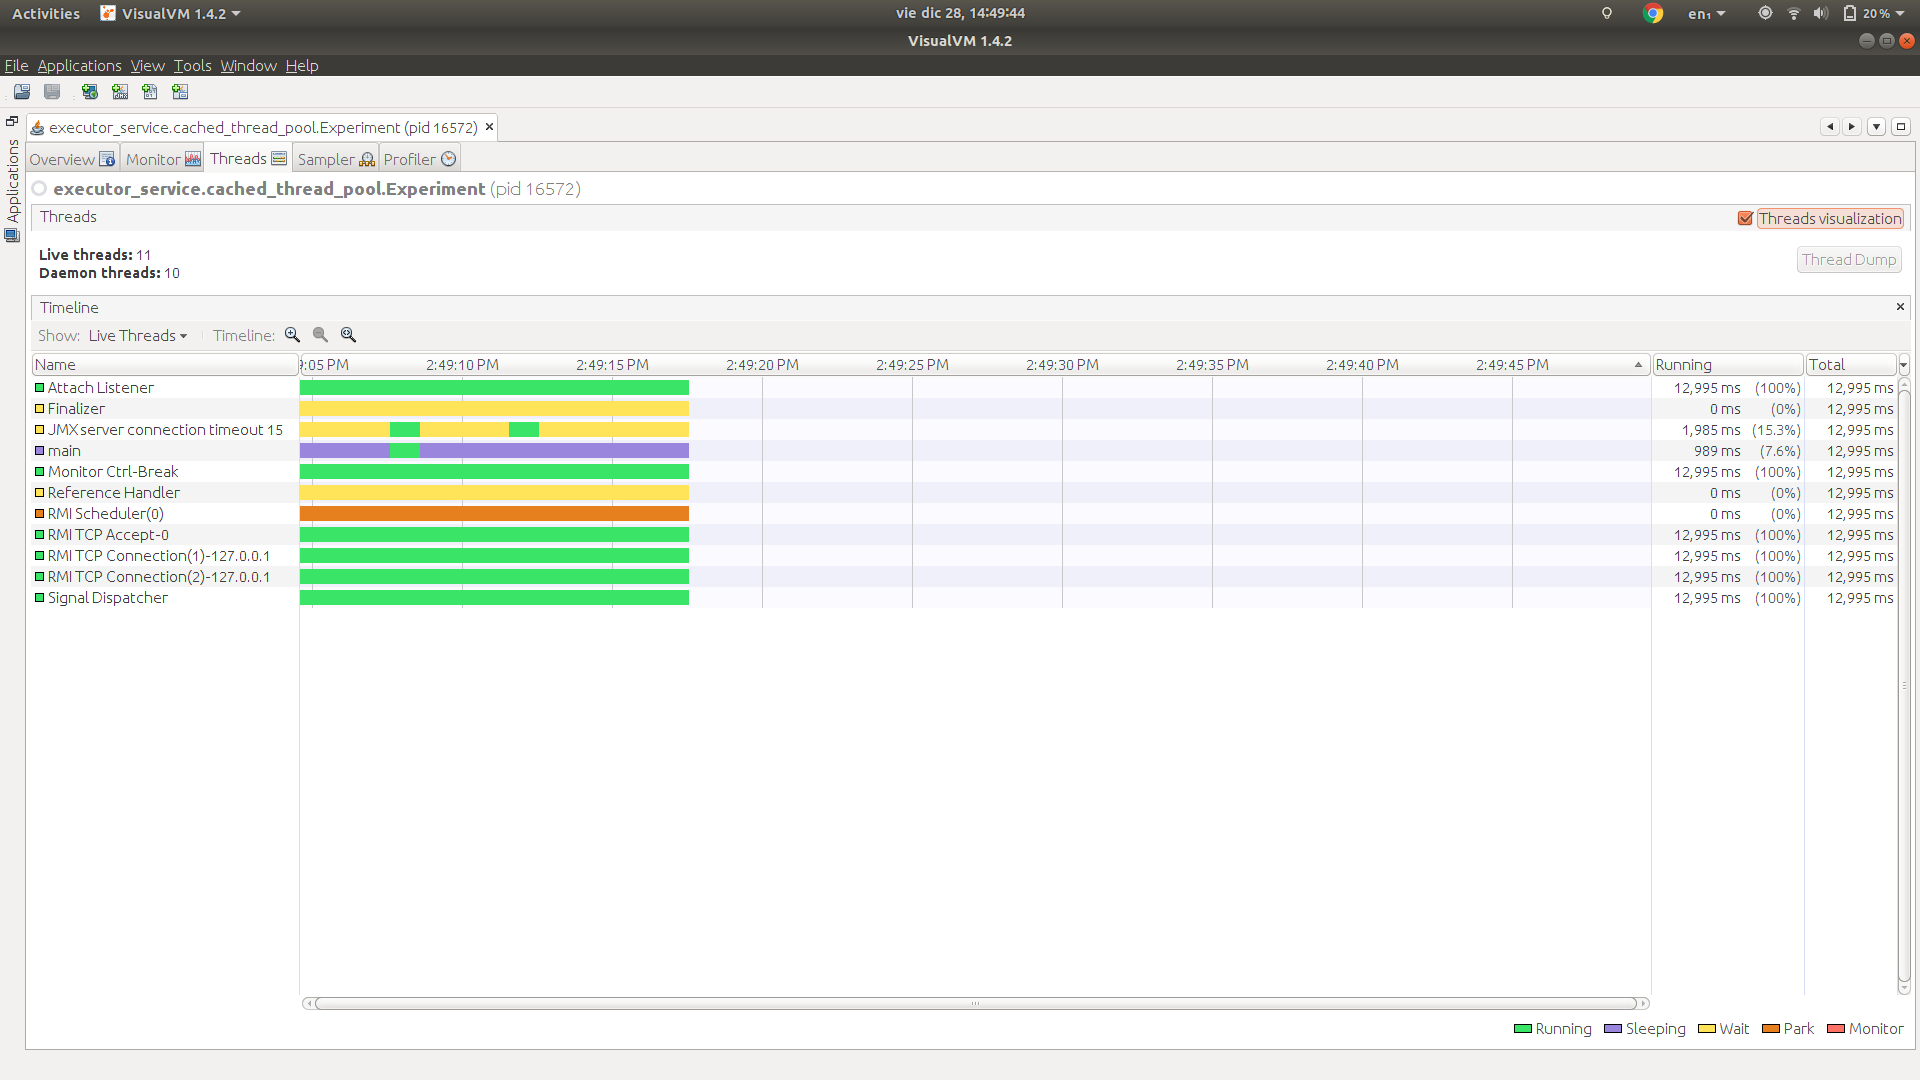 Activities VisualVM 1.4.2 vie dic 28, 14:49:44 en₁ 20 %
VisualVM 1.4.2
File Applications View Tools Window Help
Applications
executor_service.cached_thread_pool.Experiment (pid 16572)
Overview Monitor Threads Sampler Profiler
executor_service.cached_thread_pool.Experiment (pid 16572)
Threads Threads visualization
Live threads: 11
Daemon threads: 10
Thread Dump
Timeline
Show: Live Threads Timeline:
Name 9:05 PM 2:49:10 PM 2:49:15 PM 2:49:20 PM 2:49:25 PM 2:49:30 PM 2:49:35 PM 2:49:40 PM 2:49:45 PM Running Total
Attach Listener 12,995 ms (100%) 12,995 ms
Finalizer 0 ms (0%) 12,995 ms
JMX server connection timeout 15 1,985 ms (15.3%) 12,995 ms
main 989 ms (7.6%) 12,995 ms
Monitor Ctrl-Break 12,995 ms (100%) 12,995 ms
Reference Handler 0 ms (0%) 12,995 ms
RMI Scheduler(0) 0 ms (0%) 12,995 ms
RMI TCP Accept-0 12,995 ms (100%) 12,995 ms
RMI TCP Connection(1)-127.0.0.1 12,995 ms (100%) 12,995 ms
RMI TCP Connection(2)-127.0.0.1 12,995 ms (100%) 12,995 ms
Signal Dispatcher 12,995 ms (100%) 12,995 ms
Running Sleeping Wait Park Monitor